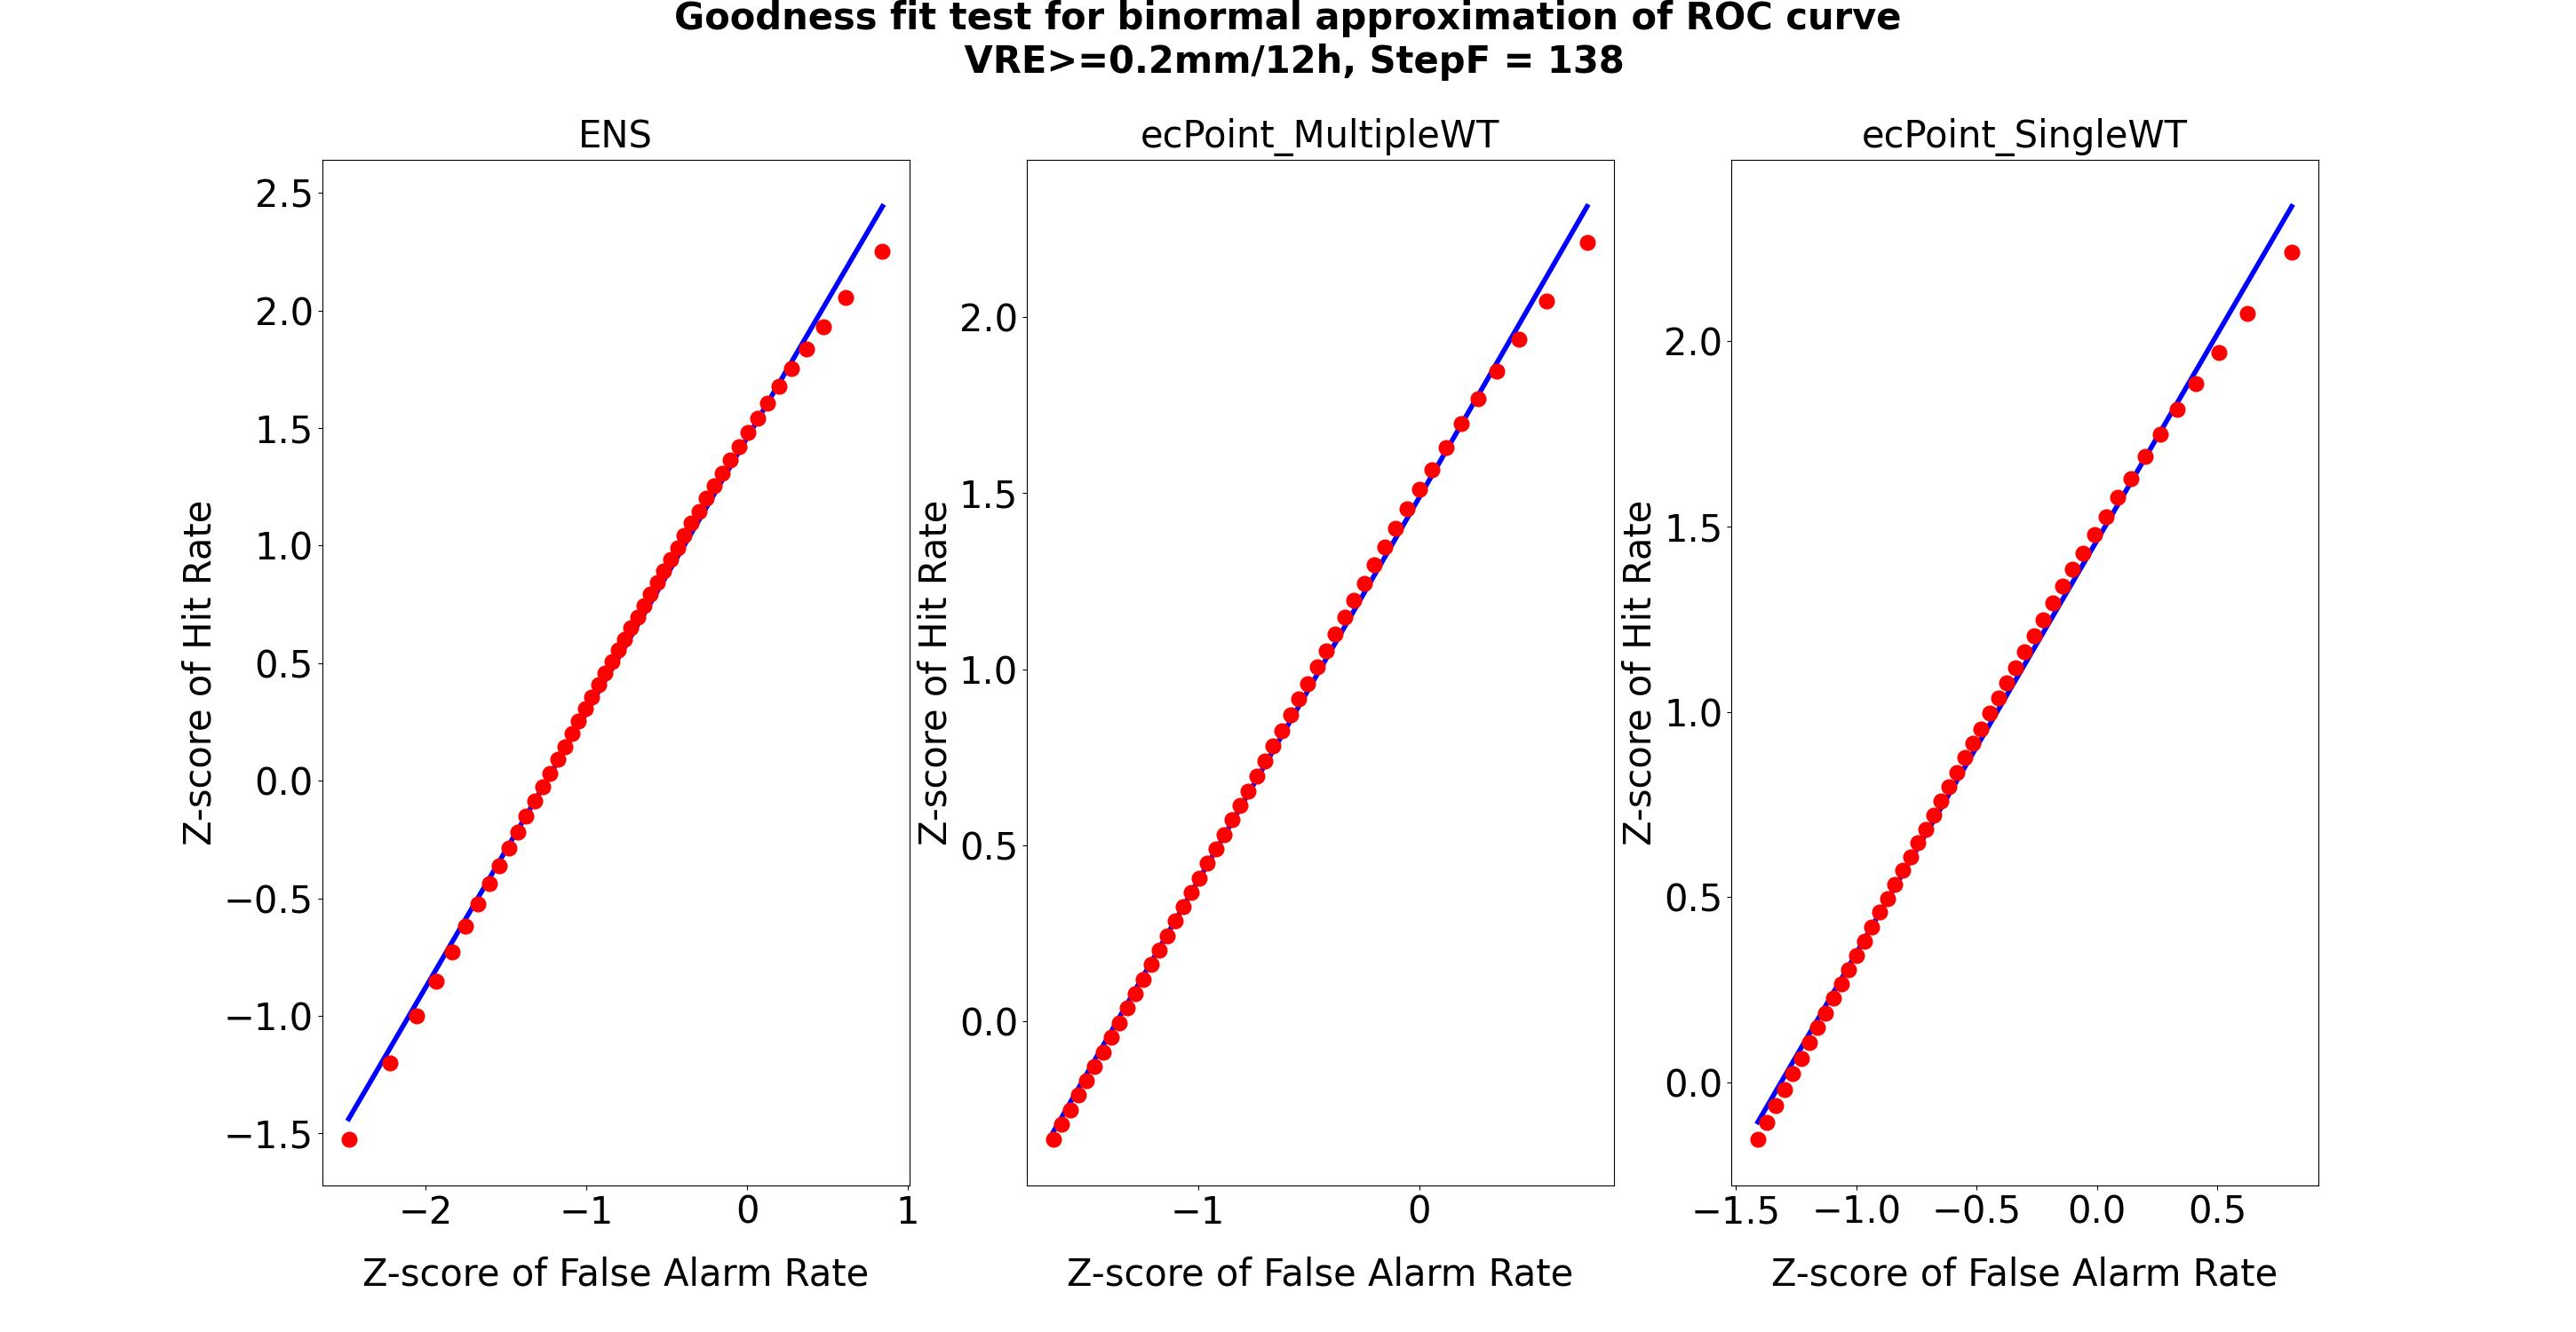 Goodness fit test for binormal approximation of ROC curve
VRE>=0.2mm/12h, StepF = 138
ENS
2.5
2.0
1.5
1.0
0.5
0.0
−0.5
−1.0
−1.5
Z-score of Hit Rate
−2
−1
0
1
Z-score of False Alarm Rate
ecPoint_MultipleWT
2.0
1.5
1.0
0.5
0.0
Z-score of Hit Rate
−1
0
Z-score of False Alarm Rate
ecPoint_SingleWT
2.0
1.5
1.0
0.5
0.0
Z-score of Hit Rate
−1.5
−1.0
−0.5
0.0
0.5
Z-score of False Alarm Rate